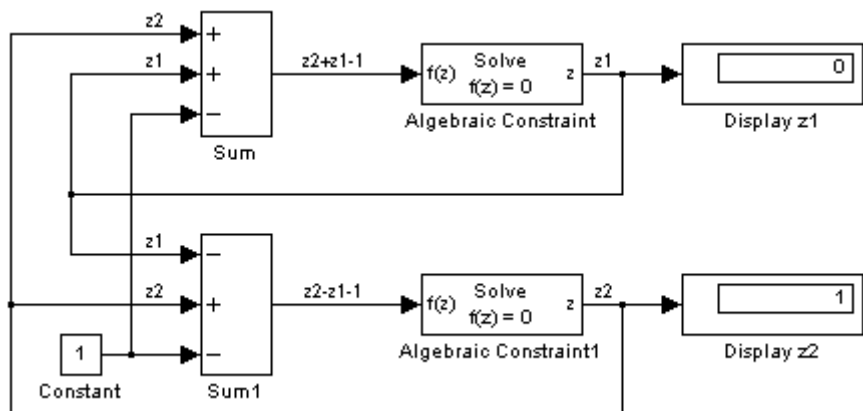 z2
+
z1
z2+z1-1
Solve
z1
0
+
f(z)
z
f(z) = 0
−
Algebraic Constraint
Display z1
Sum
z1
−
z2
z2-z1-1
Solve
z2
1
+
f(z)
z
f(z) = 0
1
−
Algebraic Constraint1
Display z2
Constant
Sum1